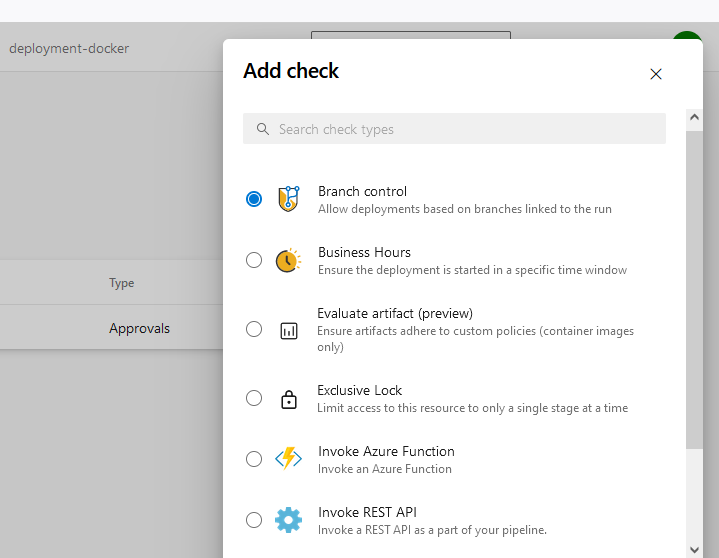 deployment-docker
Add check
Search check types
Branch control
Allow deployments based on branches linked to the run
Business Hours
Ensure the deployment is started in a specific time window
Type
Evaluate artifact (preview)
Ensure artifacts adhere to custom policies (container images
only)
Approvals
Exclusive Lock
Limit access to this resource to only a single stage at a time
Invoke Azure Function
Invoke an Azure Function
Invoke REST API
Invoke a REST API as a part of your pipeline.